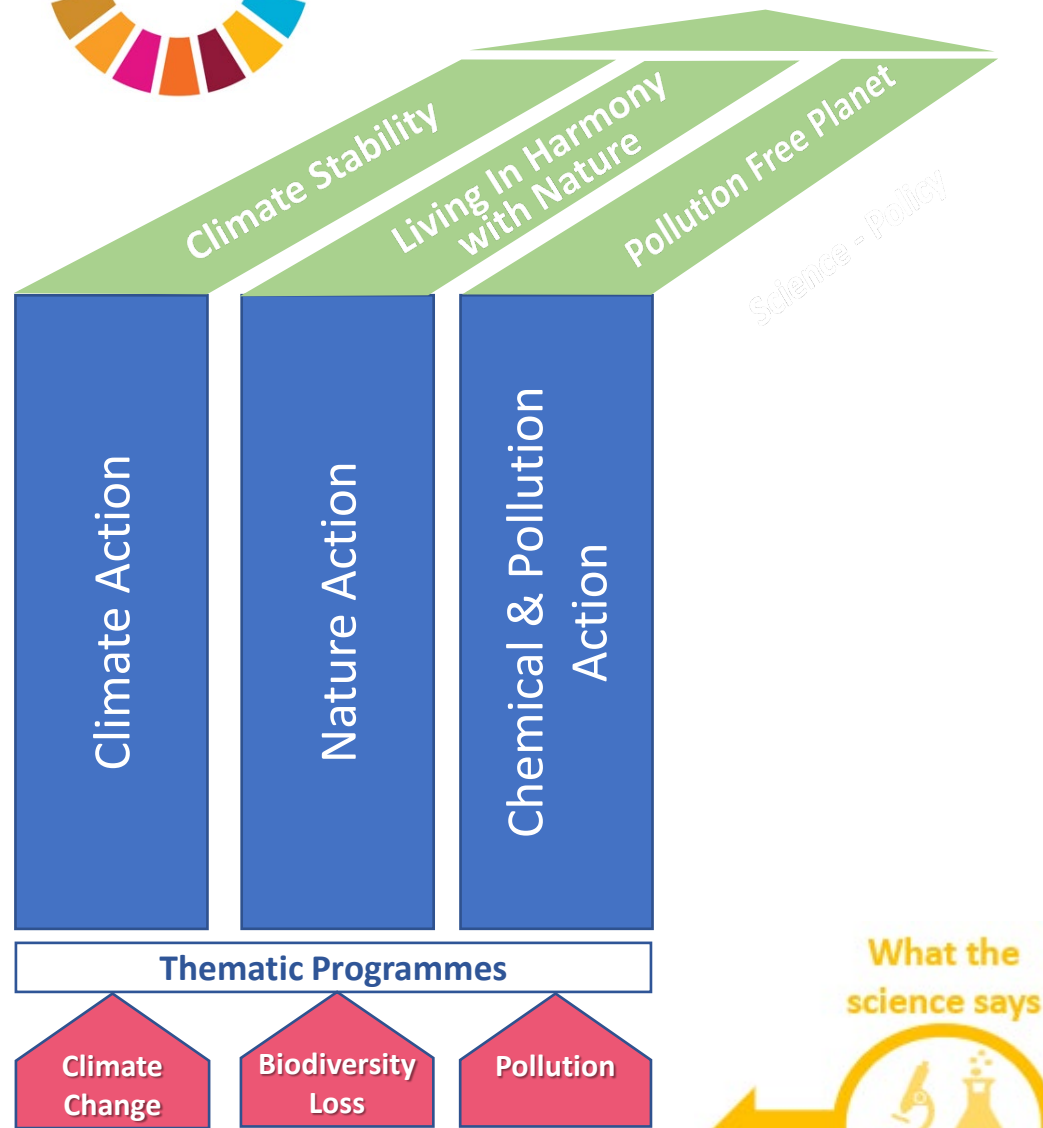 Climate Stability
Living In Harmony
with Nature
Pollution Free Planet
Science - Policy
Climate Action
Nature Action
Chemical & Pollution
Action
Thematic Programmes
Climate
Change
Biodiversity
Loss
Pollution
What the
science says